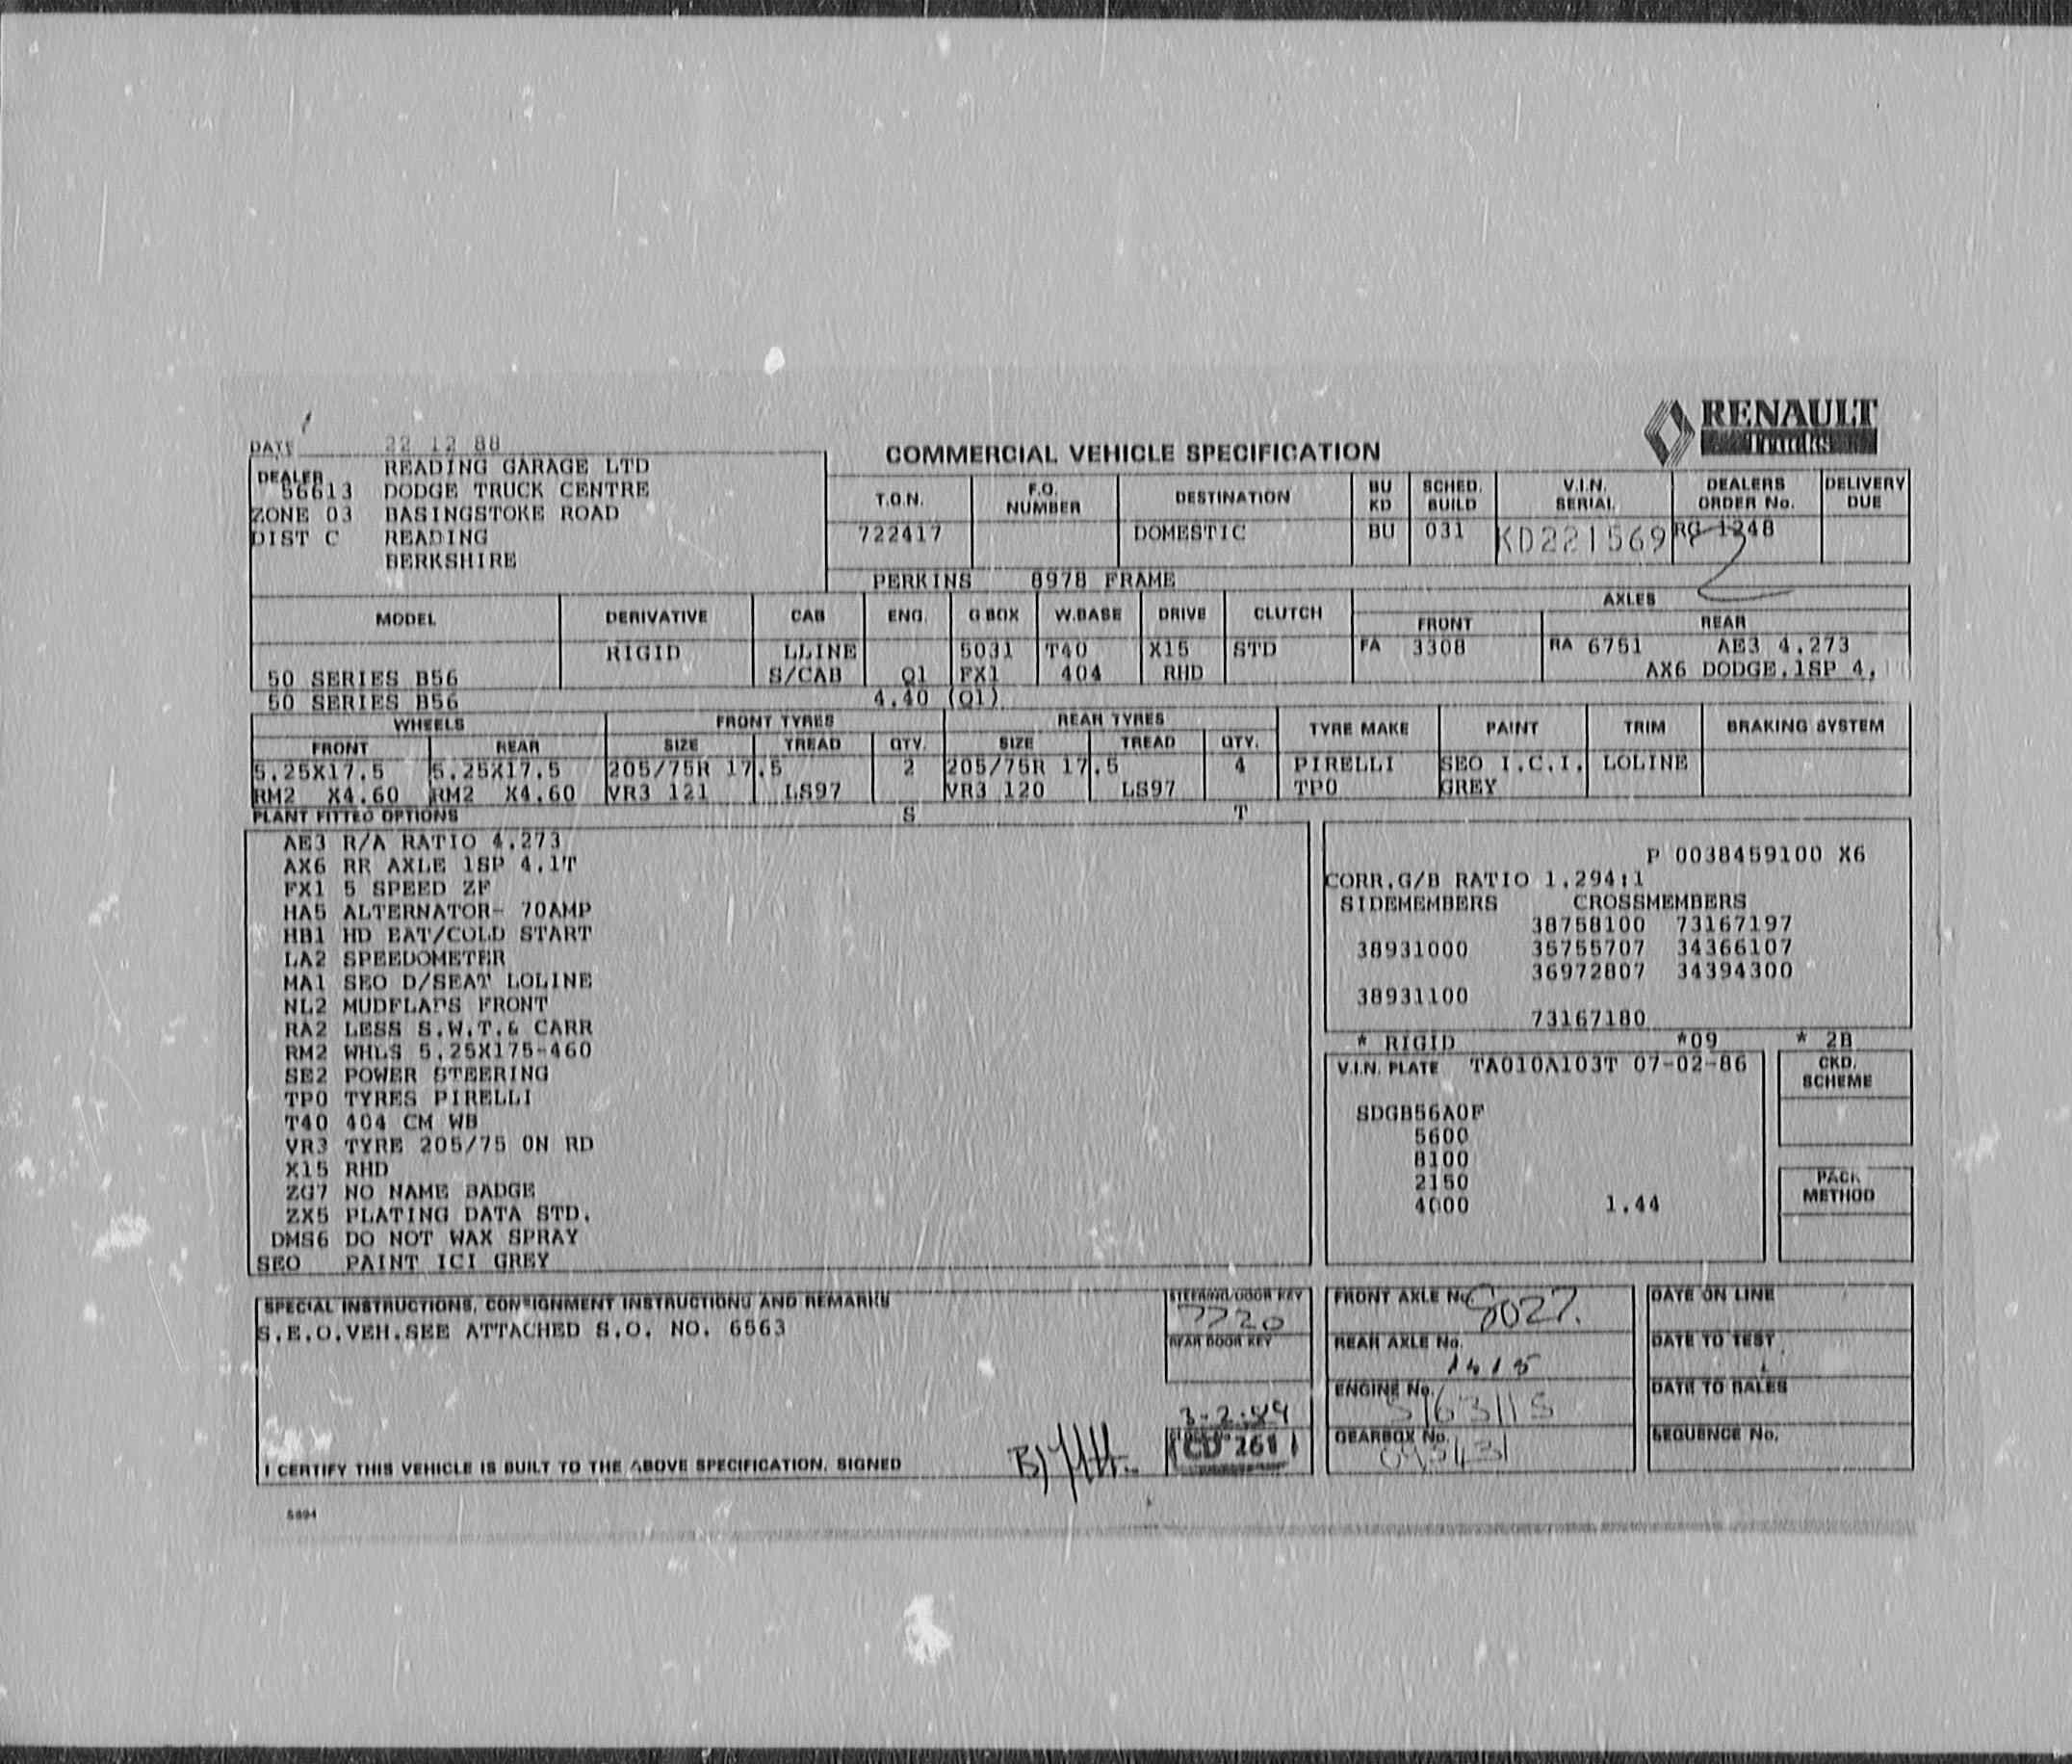 RENAULT
Trucks
DATE 22 12 88
COMMERCIAL VEHICLE SPECIFICATION
DEALER READING GARAGE LTD
56613 DODGE TRUCK CENTRE
ZONE 03 BASINGSTOKE ROAD
DIST C READING
BERKSHIRE
T.O.N. F.O. NUMBER DESTINATION BU KD SCHED. BUILD V.I.N. SERIAL DEALERS ORDER No. DELIVERY DUE
722417 DOMESTIC BU 031 KD221569 RG 1248
PERKINS 8978 FRAME
MODEL DERIVATIVE CAB ENG. G BOX W.BASE DRIVE CLUTCH AXLES
FRONT REAR
RIGID LLINE 5031 T40 X15 STD FA 3308 RA 6751 AE3 4.273
50 SERIES B56 S/CAB Q1 FX1 404 RHD AX6 DODGE.1SP 4.
50 SERIES B56 4.40 (Q1)
WHEELS FRONT TYRES REAR TYRES TYRE MAKE PAINT TRIM BRAKING SYSTEM
FRONT REAR SIZE TREAD QTY. SIZE TREAD QTY.
5.25X17.5 5.25X17.5 205/75R 17.5 2 205/75R 17.5 4 PIRELLI SEO I.C.I. LOLINE
RM2 X4.60 RM2 X4.60 VR3 121 LS97 VR3 120 LS97 TP0 GREY
PLANT FITTED OPTIONS S T
AE3 R/A RATIO 4.273
AX6 RR AXLE 1SP 4.1T
FX1 5 SPEED ZF
HA5 ALTERNATOR- 70AMP
HB1 HD BAT/COLD START
LA2 SPEEDOMETER
MA1 SEO D/SEAT LOLINE
NL2 MUDFLAPS FRONT
RA2 LESS S.W.T.& CARR
RM2 WHLS 5.25X175-460
SE2 POWER STEERING
TP0 TYRES PIRELLI
T40 404 CM WB
VR3 TYRE 205/75 ON RD
X15 RHD
ZG7 NO NAME BADGE
ZX5 PLATING DATA STD.
DMS6 DO NOT WAX SPRAY
SEO PAINT ICI GREY
P 0038459100 X6
CORR.G/B RATIO 1.294:1
SIDEMEMBERS CROSSMEMBERS
38758100 73167197
38931000 35755707 34366107
36972807 34394300
38931100
73167180
* RIGID *09 * 2B
V.I.N. PLATE TA010A103T 07-02-86
CKD. SCHEME
SDGB56A0F
5600
8100
2150
4000 1.44
PACK METHOD
SPECIAL INSTRUCTIONS, CONSIGNMENT INSTRUCTIONS AND REMARKS
S.E.O.VEH.SEE ATTACHED S.O. NO. 6563
STEERING/DOOR KEY
7720
REAR DOOR KEY
3-2-89
CD 261
I CERTIFY THIS VEHICLE IS BUILT TO THE ABOVE SPECIFICATION. SIGNED
FRONT AXLE No. 8027.
REAR AXLE No.
ENGINE No.
GEARBOX No.
DATE ON LINE
DATE TO TEST
DATE TO SALES
SEQUENCE No.
5894